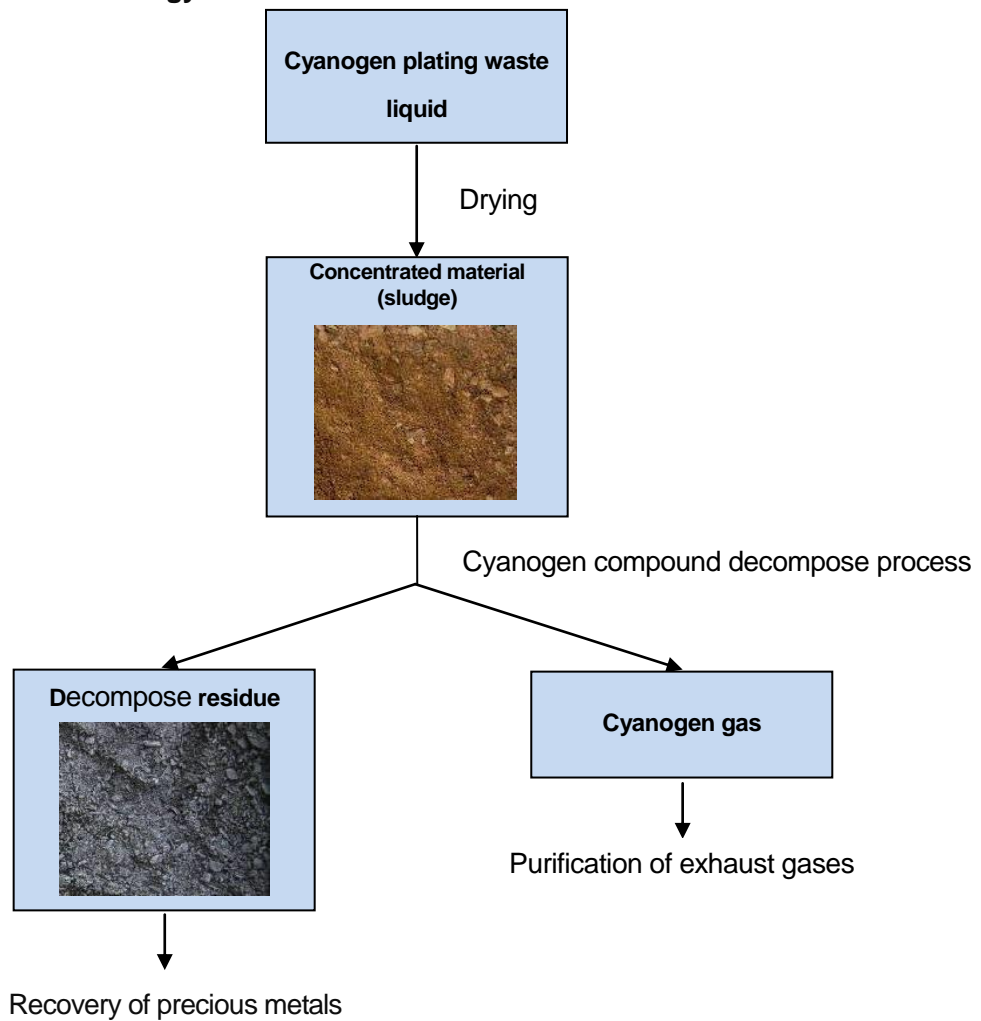 Cyanogen plating waste
liquid
Drying
Concentrated material
(sludge)
Cyanogen compound decompose process
Decompose residue
Cyanogen gas
Purification of exhaust gases
Recovery of precious metals